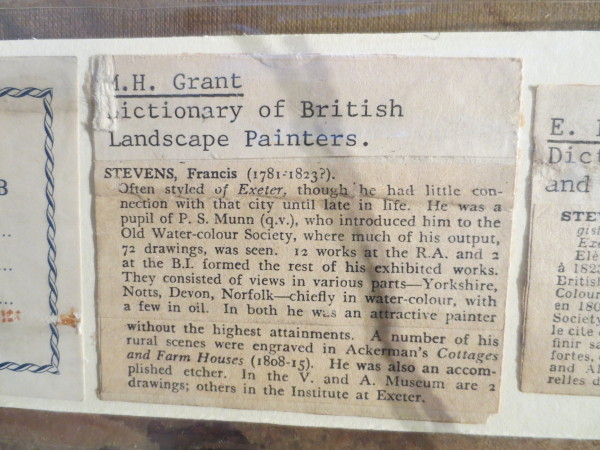 M.H. Grant
Dictionary of British
Landscape Painters.
STEVENS, Francis (1781-1823?).
Often styled of Exeter, though he had little con-
nection with that city until late in life. He was a
pupil of P. S. Munn (q.v.), who introduced him to the
Old Water-colour Society, where much of his output,
72 drawings, was seen. 12 works at the R.A. and 2
at the B.I. formed the rest of his exhibited works.
They consisted of views in various parts—Yorkshire,
Notts, Devon, Norfolk—chiefly in water-colour, with
a few in oil. In both he was an attractive painter
without the highest attainments. A number of his
rural scenes were engraved in Ackerman's Cottages
and Farm Houses (1808-15). He was also an accom-
plished etcher. In the V. and A. Museum are 2
drawings; others in the Institute at Exeter.
E.
Dict
and
STEV
gist
Exe
Elè
à 1823
British
Colour
en 180
Society
le cite
finir sa
fortes,
and Al
relles d